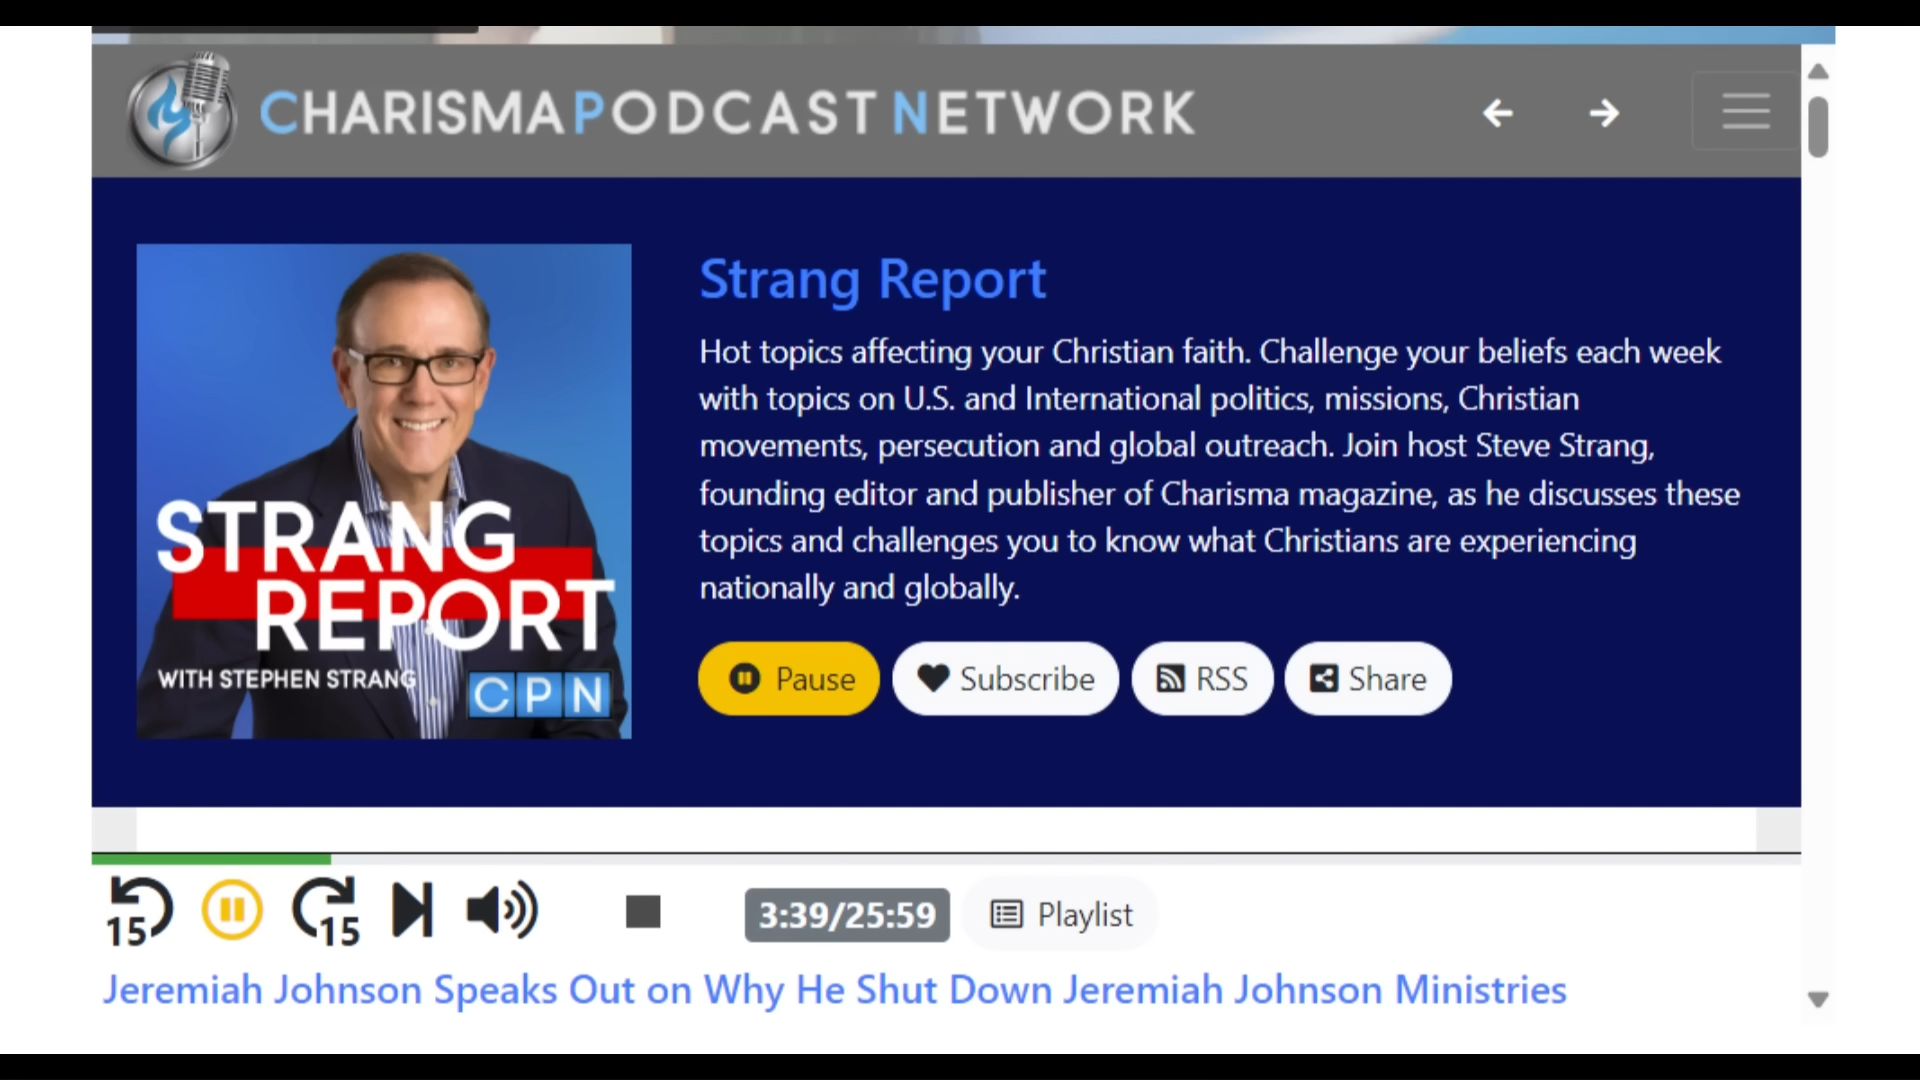 CHARISMA PODCAST NETWORK
STRANG
REPORT
WITH STEPHEN STRANG
CPN
Strang Report
Hot topics affecting your Christian faith. Challenge your beliefs each week
with topics on U.S. and International politics, missions, Christian
movements, persecution and global outreach. Join host Steve Strang,
founding editor and publisher of Charisma magazine, as he discusses these
topics and challenges you to know what Christians are experiencing
nationally and globally.
Pause Subscribe RSS Share
15 15 3:39/25:59 Playlist
Jeremiah Johnson Speaks Out on Why He Shut Down Jeremiah Johnson Ministries